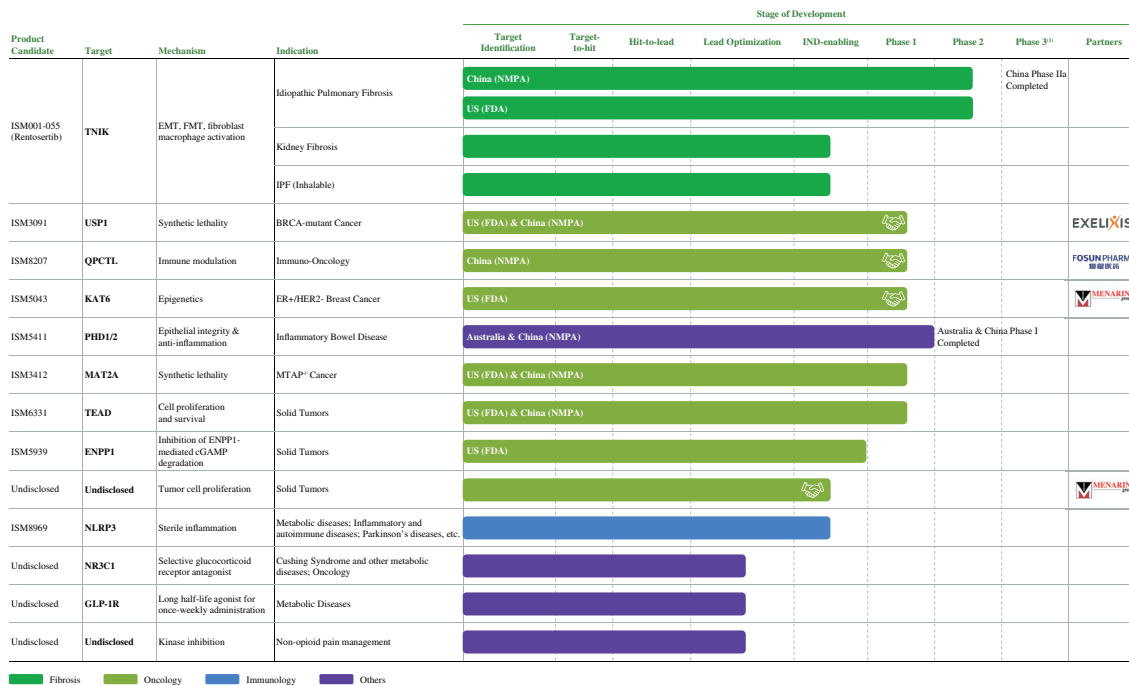 Stage of Development
Product
Candidate
Target
Mechanism
Indication
Target
Identification
Target-
to-hit
Hit-to-lead
Lead Optimization
IND-enabling
Phase 1
Phase 2
Phase 3(1)
Partners
ISM001-055
(Rentosertib)
TNIK
EMT, FMT, fibroblast
macrophage activation
Idiopathic Pulmonary Fibrosis
China (NMPA)
US (FDA)
China Phase IIa
Completed
Kidney Fibrosis
IPF (Inhalable)
ISM3091
USP1
Synthetic lethality
BRCA-mutant Cancer
US (FDA) & China (NMPA)
EXELIXIS
ISM8207
QPCTL
Immune modulation
Immuno-Oncology
China (NMPA)
FOSUN PHARM
复星医药
ISM5043
KAT6
Epigenetics
ER+/HER2- Breast Cancer
US (FDA)
MENARIN
ISM5411
PHD1/2
Epithelial integrity &
anti-inflammation
Inflammatory Bowel Disease
Australia & China (NMPA)
Australia & China Phase I
Completed
ISM3412
MAT2A
Synthetic lethality
MTAP-/- Cancer
US (FDA) & China (NMPA)
ISM6331
TEAD
Cell proliferation
and survival
Solid Tumors
US (FDA) & China (NMPA)
ISM5939
ENPP1
Inhibition of ENPP1-
mediated cGAMP
degradation
Solid Tumors
US (FDA)
Undisclosed
Undisclosed
Tumor cell proliferation
Solid Tumors
MENARIN
ISM8969
NLRP3
Sterile inflammation
Metabolic diseases; Inflammatory and
autoimmune diseases; Parkinson's diseases, etc.
Undisclosed
NR3C1
Selective glucocorticoid
receptor antagonist
Cushing Syndrome and other metabolic
diseases; Oncology
Undisclosed
GLP-1R
Long half-life agonist for
once-weekly administration
Metabolic Diseases
Undisclosed
Undisclosed
Kinase inhibition
Non-opioid pain management
Fibrosis
Oncology
Immunology
Others